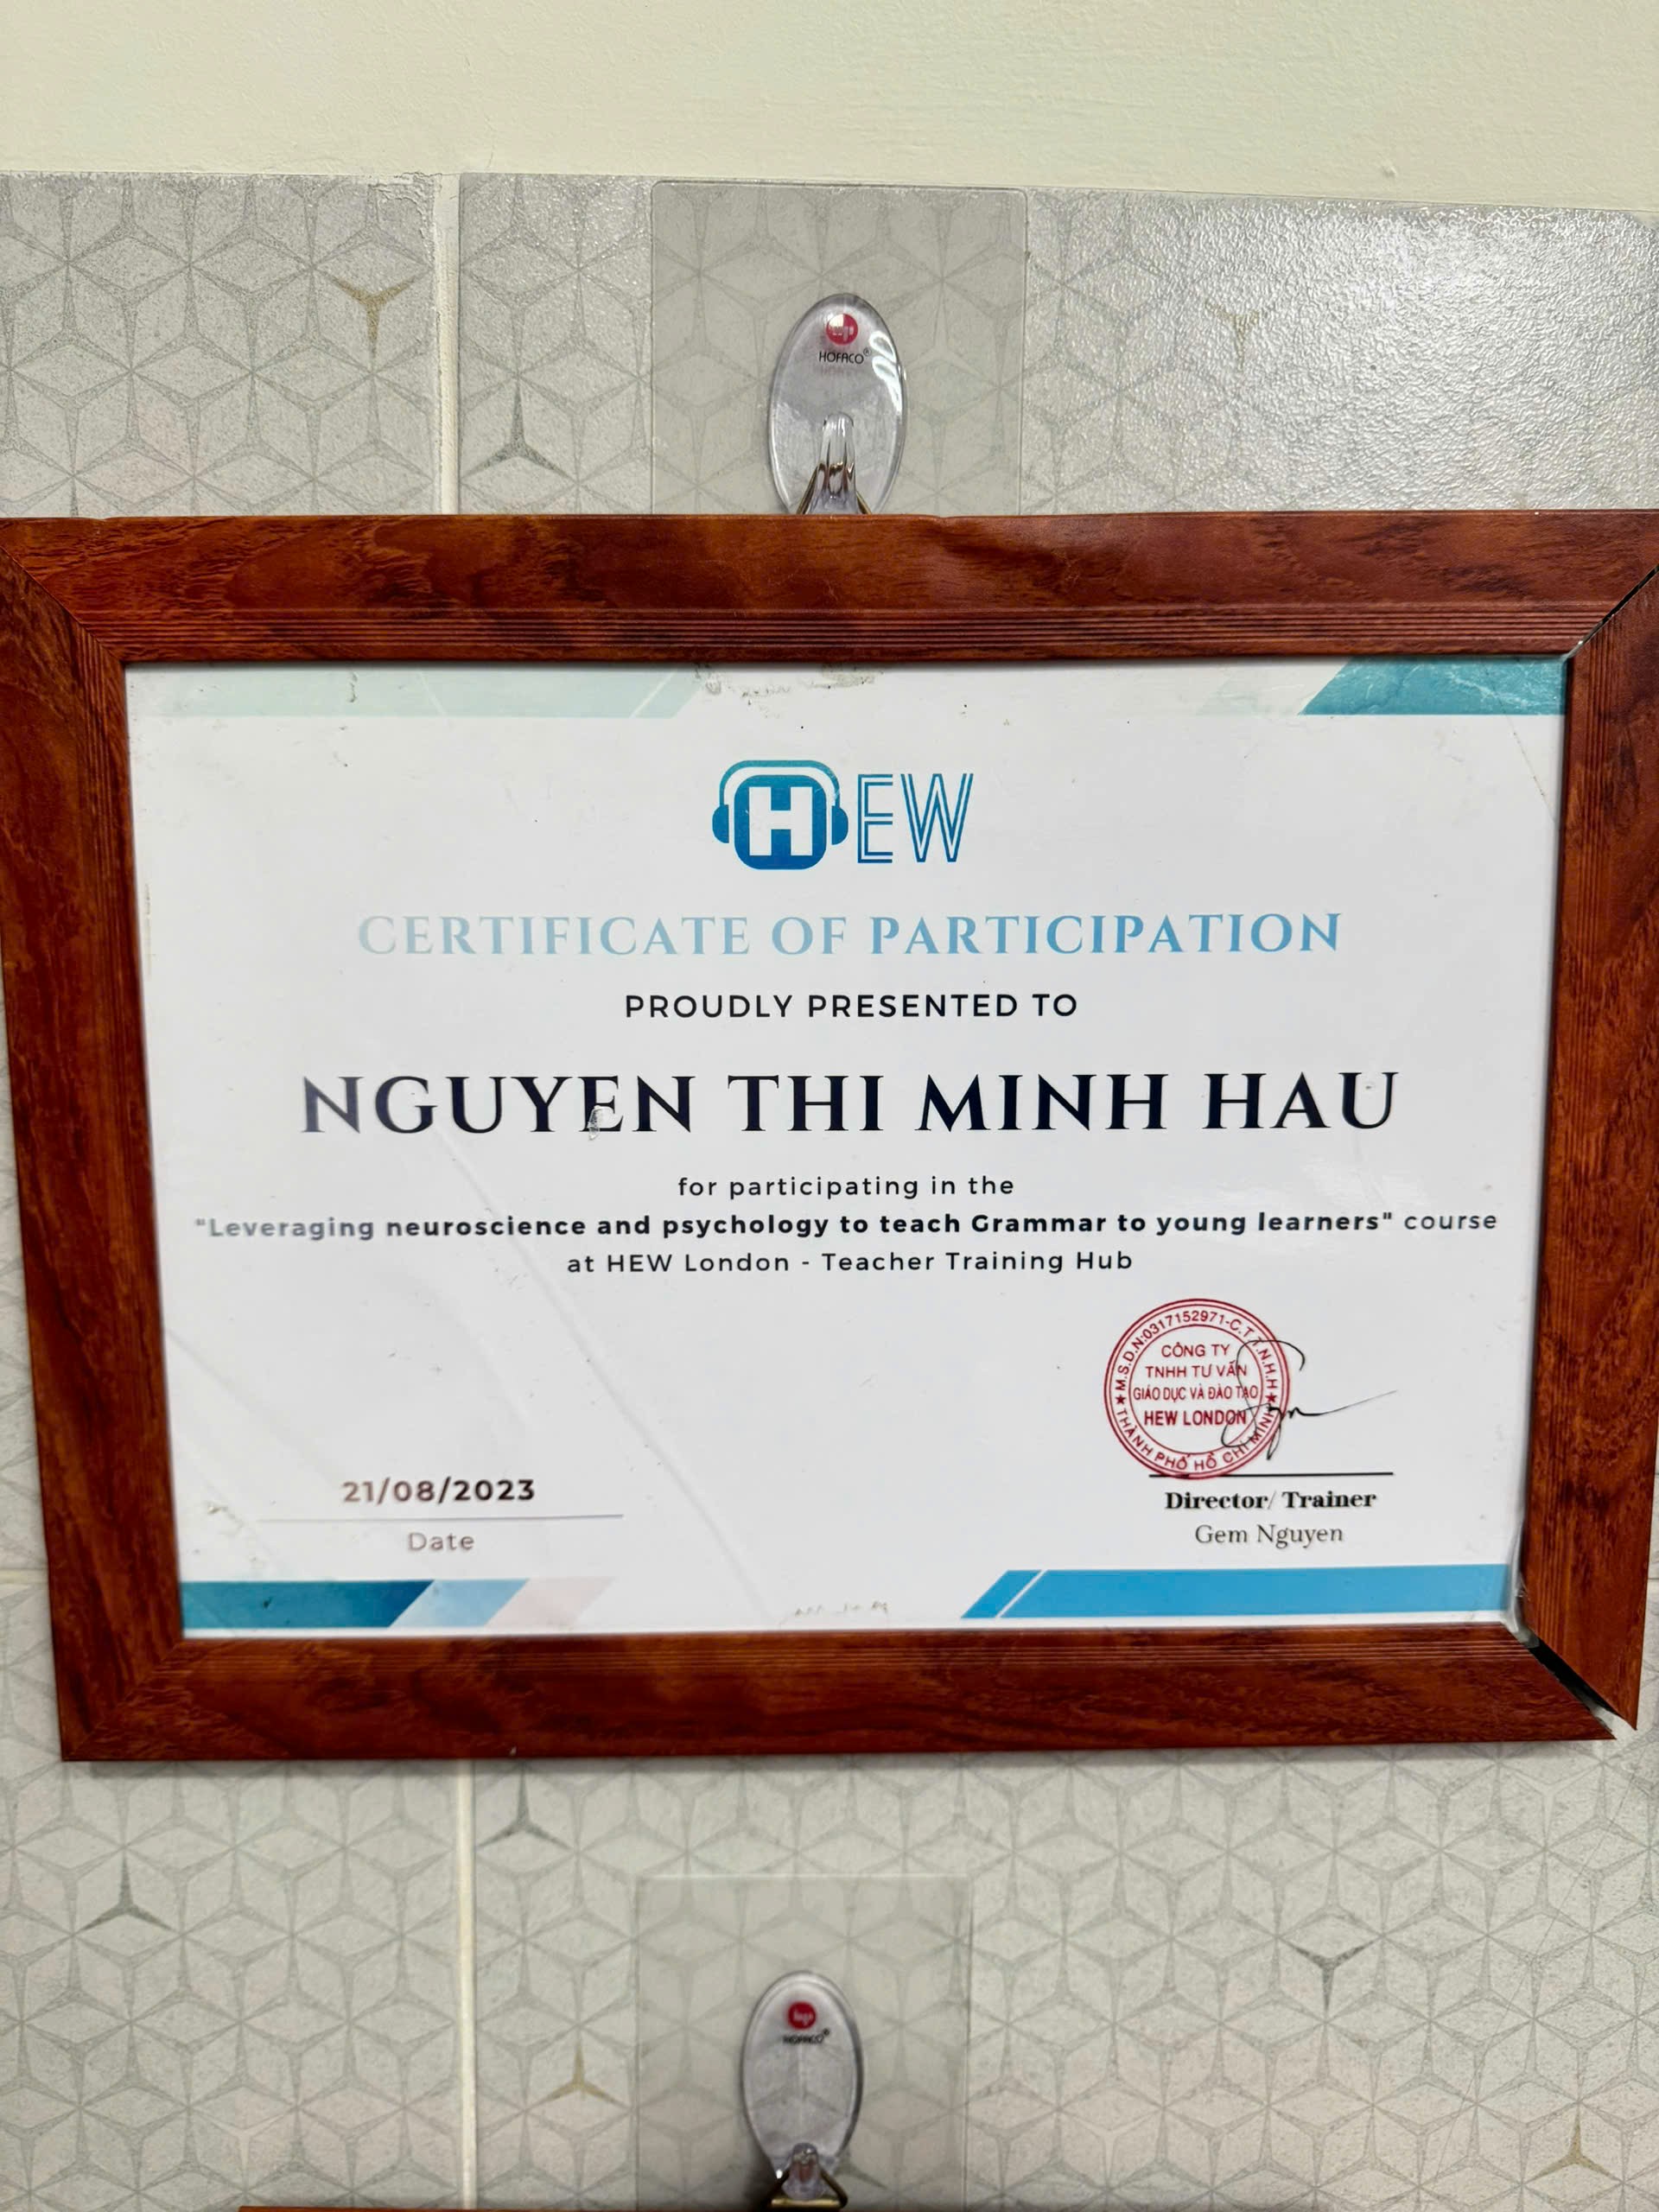 HOFACO®
HEW
CERTIFICATE OF PARTICIPATION
PROUDLY PRESENTED TO
NGUYEN THI MINH HAU
for participating in the
"Leveraging neuroscience and psychology to teach Grammar to young learners" course
at HEW London - Teacher Training Hub
M.S.D.N:0317152971-C.T.T.N.H.H
CÔNG TY
TNHH TƯ VẤN
GIÁO DỤC VÀ ĐÀO TẠO
HEW LONDON
THÀNH PHỐ HỒ CHÍ MINH
21/08/2023
Date
Director/ Trainer
Gem Nguyen
HOFACO®